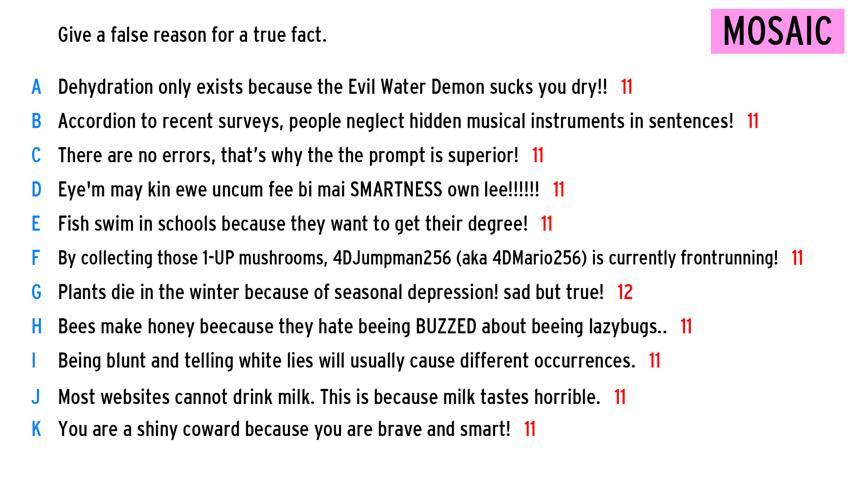 Give a false reason for a true fact.
MOSAIC
A Dehydration only exists because the Evil Water Demon sucks you dry!! 11
B Accordion to recent surveys, people neglect hidden musical instruments in sentences! 11
C There are no errors, that's why the the prompt is superior! 11
D Eye'm may kin ewe uncum fee bi mai SMARTNESS own lee!!!!!! 11
E Fish swim in schools because they want to get their degree! 11
F By collecting those 1-UP mushrooms, 4DJumpman256 (aka 4DMario256) is currently frontrunning! 11
G Plants die in the winter because of seasonal depression! sad but true! 12
H Bees make honey beecause they hate beeing BUZZED about beeing lazybugs.. 11
I Being blunt and telling white lies will usually cause different occurrences. 11
J Most websites cannot drink milk. This is because milk tastes horrible. 11
K You are a shiny coward because you are brave and smart! 11